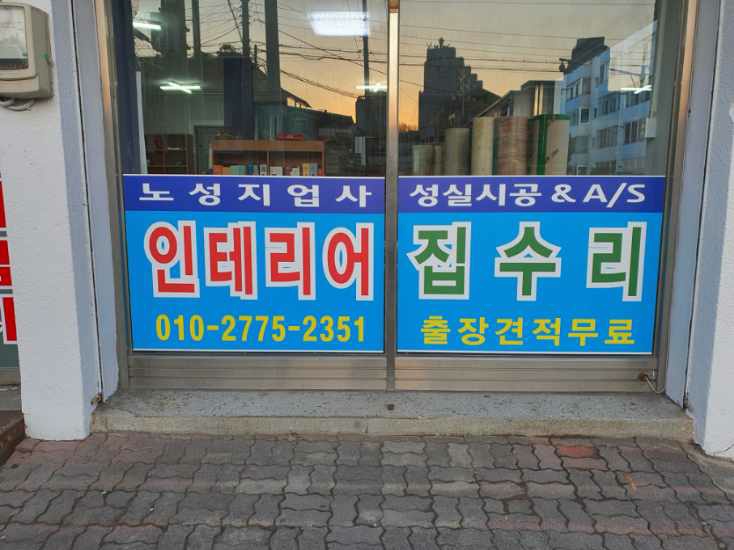 노성지업사
인테리어
010-2775-2351
성실시공 & A/S
집수리
출장견적무료